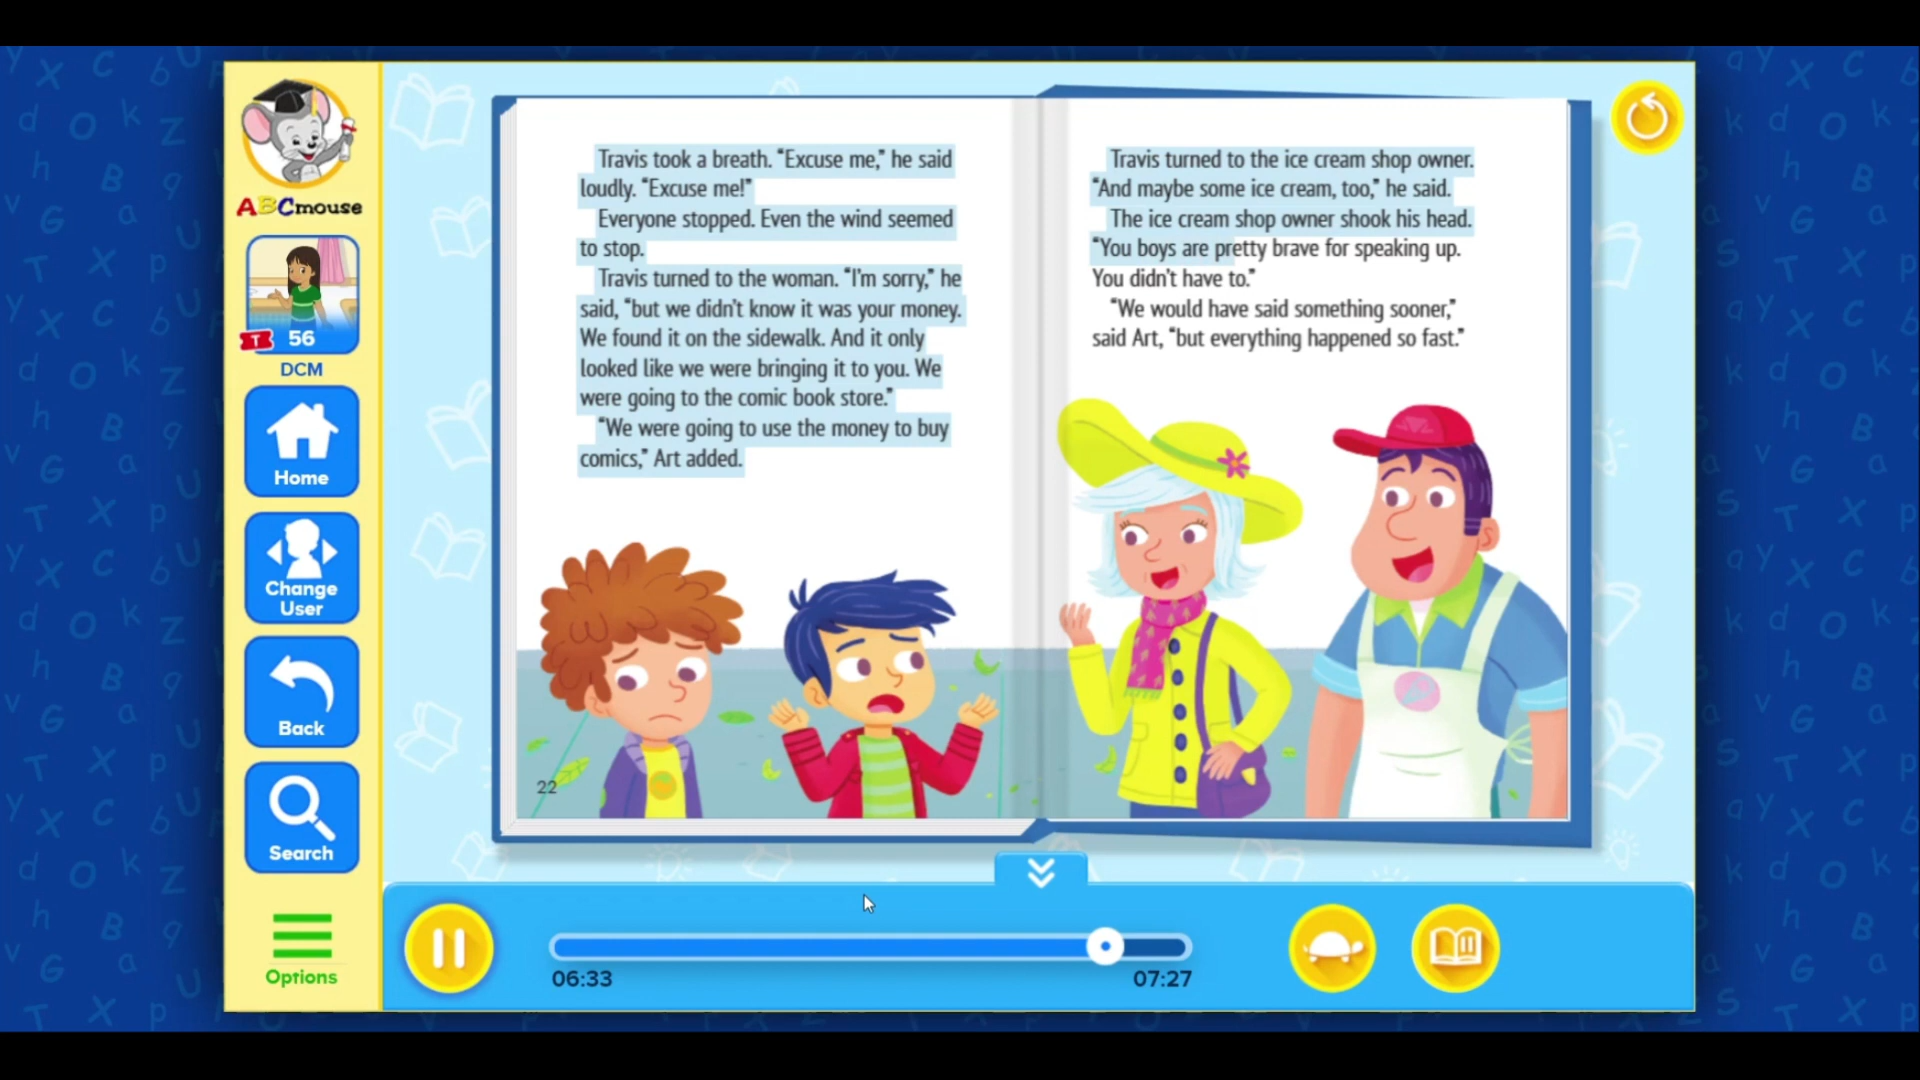 ABCmouse
T
56
DCM
Home
Change
User
Back
Search
Options
Travis took a breath. “Excuse me,” he said
loudly. “Excuse me!”
Everyone stopped. Even the wind seemed
to stop.
Travis turned to the woman. “I’m sorry,” he
said, “but we didn’t know it was your money.
We found it on the sidewalk. And it only
looked like we were bringing it to you. We
were going to the comic book store.”
“We were going to use the money to buy
comics,” Art added.
22
Travis turned to the ice cream shop owner.
“And maybe some ice cream, too,” he said.
The ice cream shop owner shook his head.
“You boys are pretty brave for speaking up.
You didn’t have to.”
“We would have said something sooner,”
said Art, “but everything happened so fast.”
06:33
07:27